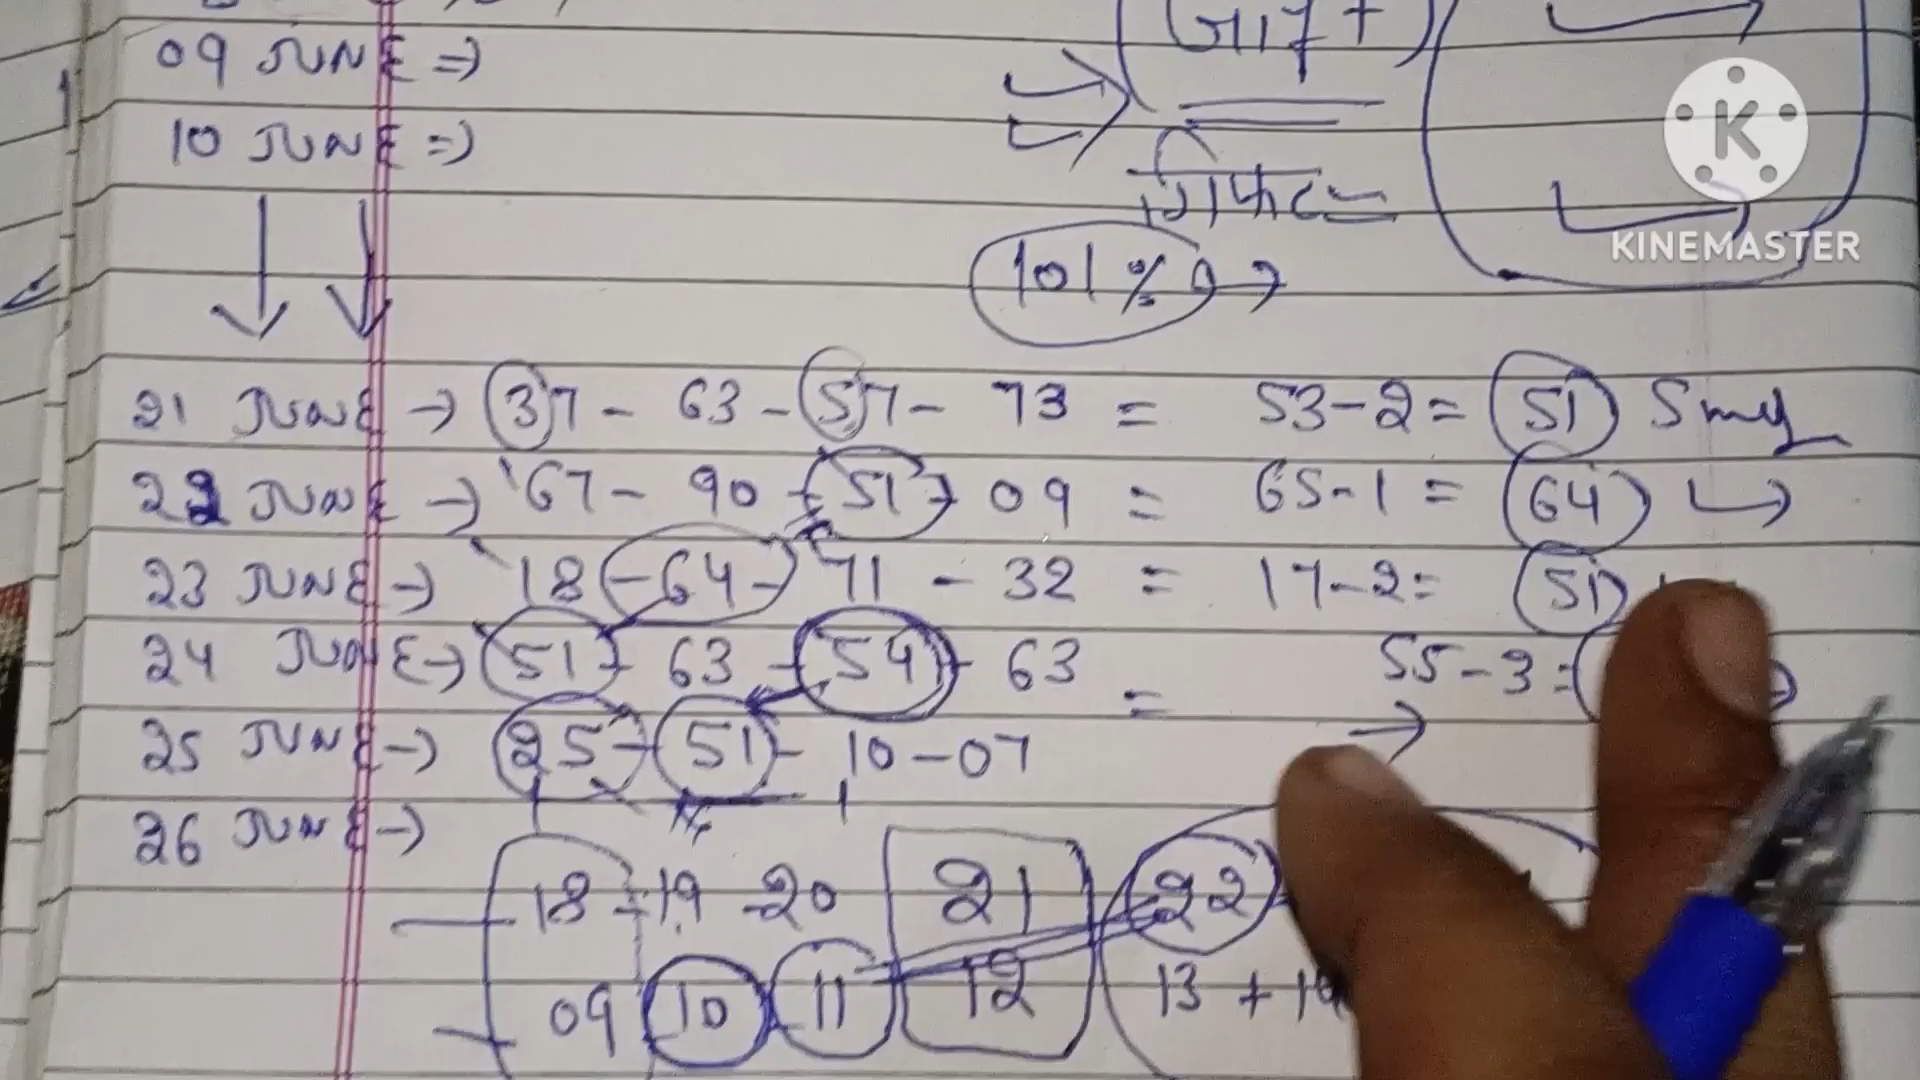 09 JUNE =>
10 JUNE =>
KINEMASTER
101%
21 JUNE → 37 - 63 - 57 - 73 = 53-2= 51
22 JUNE → 67 - 90 - 51 - 09 = 65-1 = 64
23 JUNE → 18 - 64 - 71 - 32 = 17-2= 51
24 JUNE → 51 - 63 - 54 - 63 = 55-3=
25 JUNE → 25 - 51 - 10 - 07
26 JUNE →
18 - 19 - 20 21 22
09 10 11 12 13 +